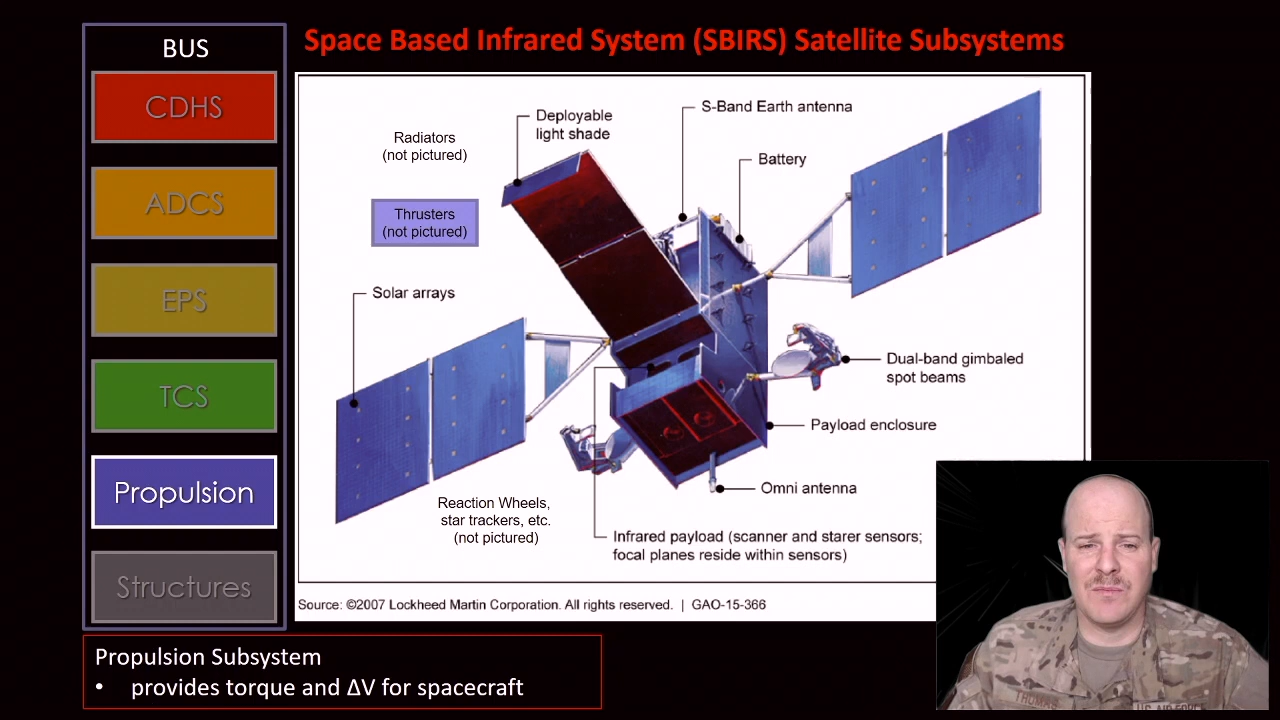 BUS
CDHS
ADCS
EPS
TCS
Propulsion
Structures
Space Based Infrared System (SBIRS) Satellite Subsystems
Deployable
light shade
S-Band Earth antenna
Radiators
(not pictured)
Battery
Thrusters
(not pictured)
Solar arrays
Dual-band gimbaled
spot beams
Payload enclosure
Omni antenna
Reaction Wheels,
star trackers, etc.
(not pictured)
Infrared payload (scanner and starer sensors;
focal planes reside within sensors)
Source: ©2007 Lockheed Martin Corporation. All rights reserved. | GAO-15-366
Propulsion Subsystem
• provides torque and ΔV for spacecraft
THOMAS
U.S. AIR FORCE